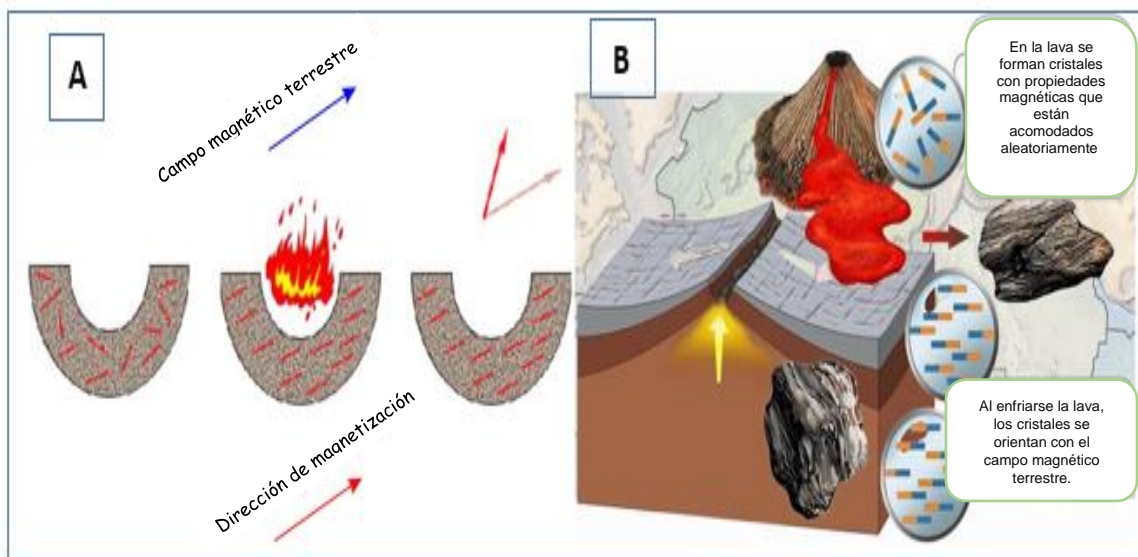 A
Campo magnético terrestre
Dirección de magnetización
B
En la lava se
forman cristales
con propiedades
magnéticas que
están
acomodados
aleatoriamente
Al enfriarse la lava,
los cristales se
orientan con el
campo magnético
terrestre.